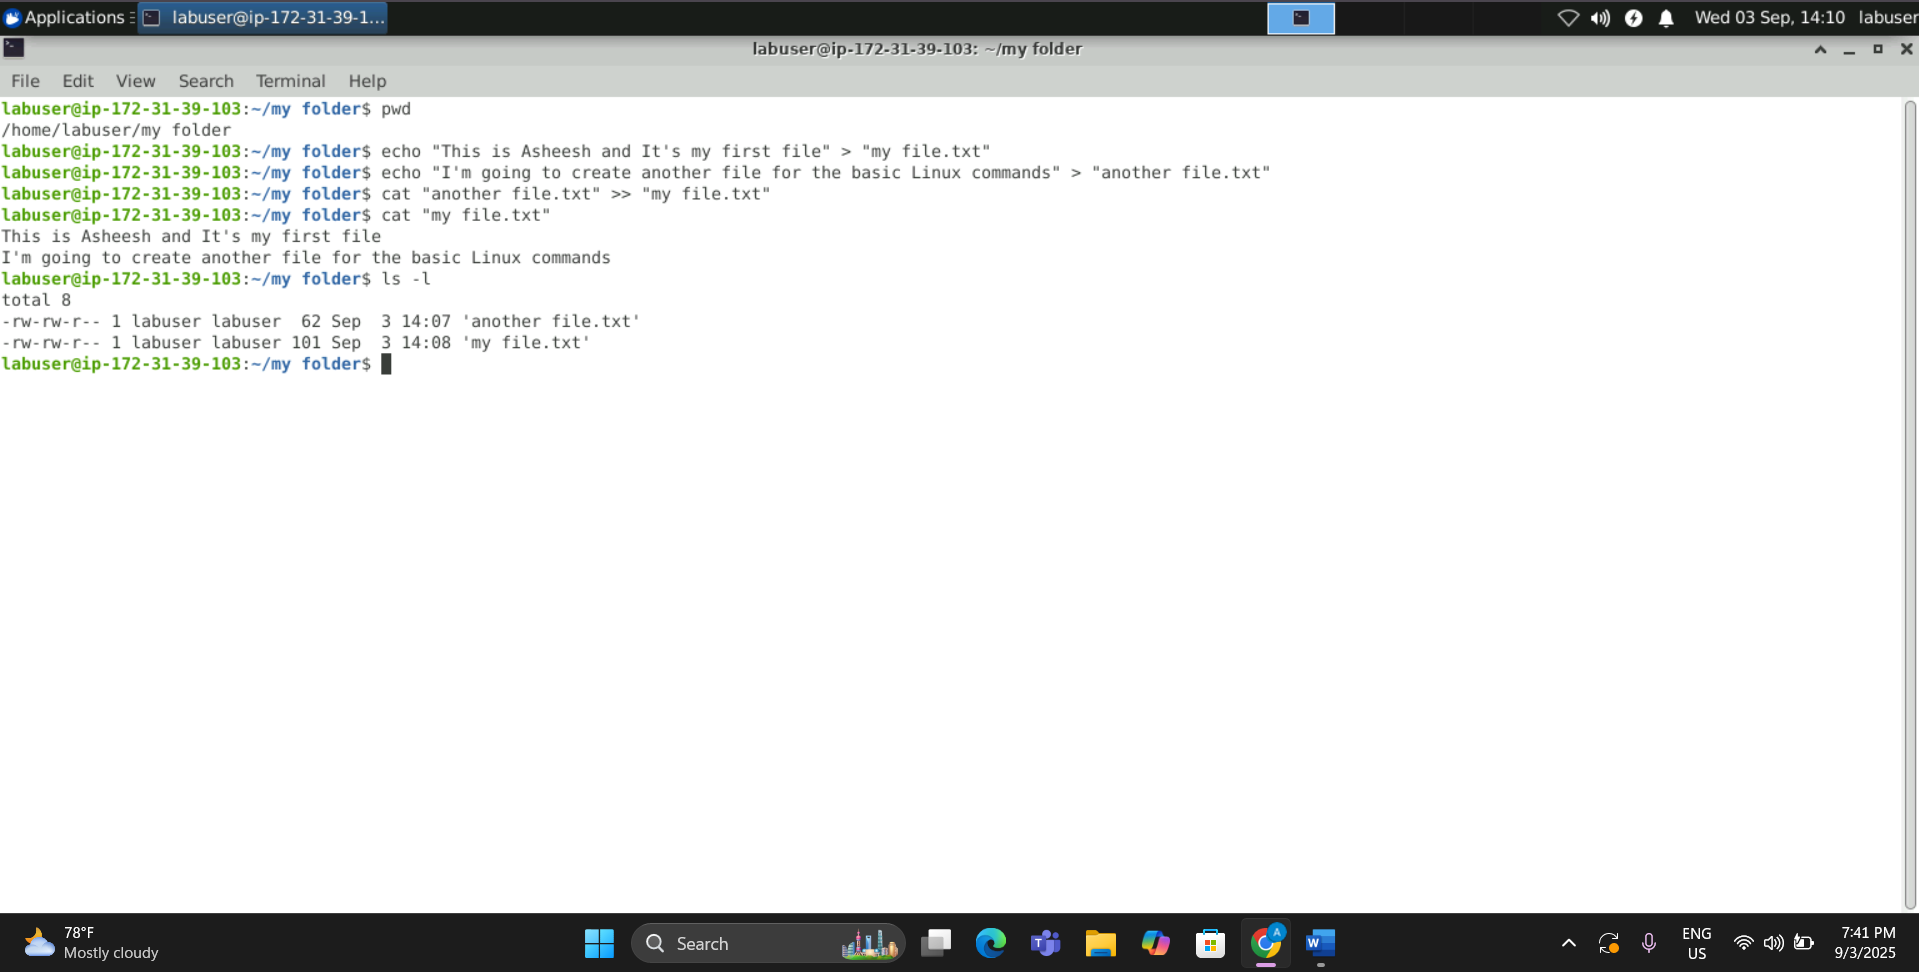 Applications
labuser@ip-172-31-39-1...
Wed 03 Sep, 14:10 labuser
labuser@ip-172-31-39-103: ~/my folder
File Edit View Search Terminal Help
labuser@ip-172-31-39-103:~/my folder$ pwd
/home/labuser/my folder
labuser@ip-172-31-39-103:~/my folder$ echo "This is Asheesh and It's my first file" > "my file.txt"
labuser@ip-172-31-39-103:~/my folder$ echo "I'm going to create another file for the basic Linux commands" > "another file.txt"
labuser@ip-172-31-39-103:~/my folder$ cat "another file.txt" >> "my file.txt"
labuser@ip-172-31-39-103:~/my folder$ cat "my file.txt"
This is Asheesh and It's my first file
I'm going to create another file for the basic Linux commands
labuser@ip-172-31-39-103:~/my folder$ ls -l
total 8
-rw-rw-r-- 1 labuser labuser  62 Sep  3 14:07 'another file.txt'
-rw-rw-r-- 1 labuser labuser 101 Sep  3 14:08 'my file.txt'
labuser@ip-172-31-39-103:~/my folder$
78°F
Mostly cloudy
Search
A
T
W
ENG
US
7:41 PM
9/3/2025